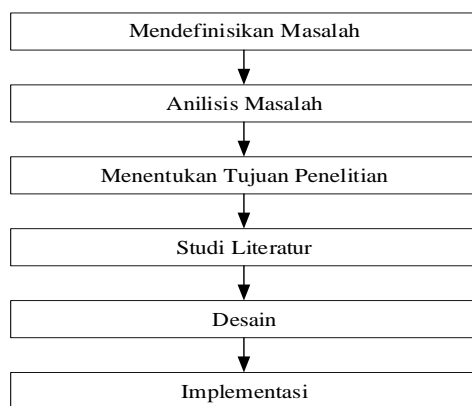 Mendefinisikan Masalah
Anilisis Masalah
Menentukan Tujuan Penelitian
Studi Literatur
Desain
Implementasi